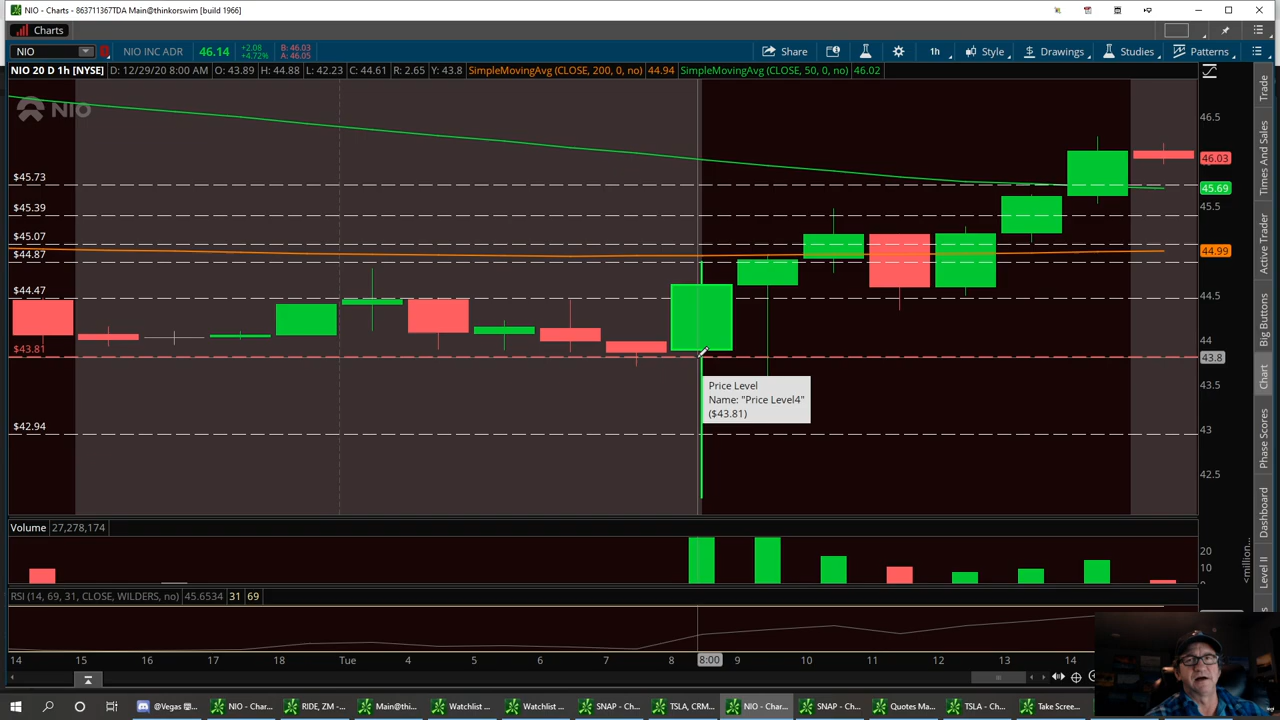 NIO - Charts - 863711367TDA Main@thinkorswim [build 1966]
Charts
NIO
NIO INC ADR
46.14
+2.08
+4.72%
B: 46.03
A: 46.05
Share
1h
Style
Drawings
Studies
Patterns
NIO 20 D 1h [NYSE]
D: 12/29/20 8:00 AM
O: 43.89
H: 44.88
L: 42.23
C: 44.61
R: 2.65
Y: 43.8
SimpleMovingAvg (CLOSE, 200, 0, no)
44.94
SimpleMovingAvg (CLOSE, 50, 0, no)
46.02
NIO
$45.73
$45.39
$45.07
$44.87
$44.47
$43.81
$42.94
Price Level
Name: "Price Level4"
($43.81)
46.5
46.03
45.69
45.5
44.99
44.5
44
43.8
43.5
43
42.5
Volume
27,278,174
20
10
<millions>
RSI (14, 69, 31, CLOSE, WILDERS, no)
45.6534
31
69
14
15
16
17
18
Tue
4
5
6
7
8
8:00
9
10
11
12
13
14
Trade
Times And Sales
Active Trader
Big Buttons
Chart
Phase Scores
Dashboard
Level II
@Vegas
NIO - Char...
RIDE, ZM - ...
Main@thi...
Watchlist ...
Watchlist ...
SNAP - Ch...
TSLA, CRM...
NIO - Char...
SNAP - Ch...
Quotes Ma...
TSLA - Cha...
Take Scree...